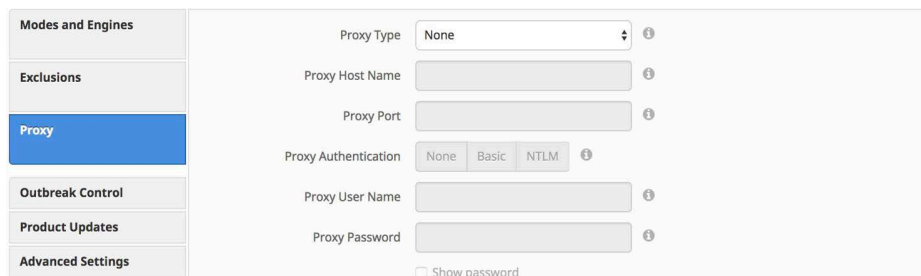 Modes and Engines
Exclusions
Proxy
Outbreak Control
Product Updates
Advanced Settings
Proxy Type None
Proxy Host Name
Proxy Port
Proxy Authentication None Basic NTLM
Proxy User Name
Proxy Password
Show password